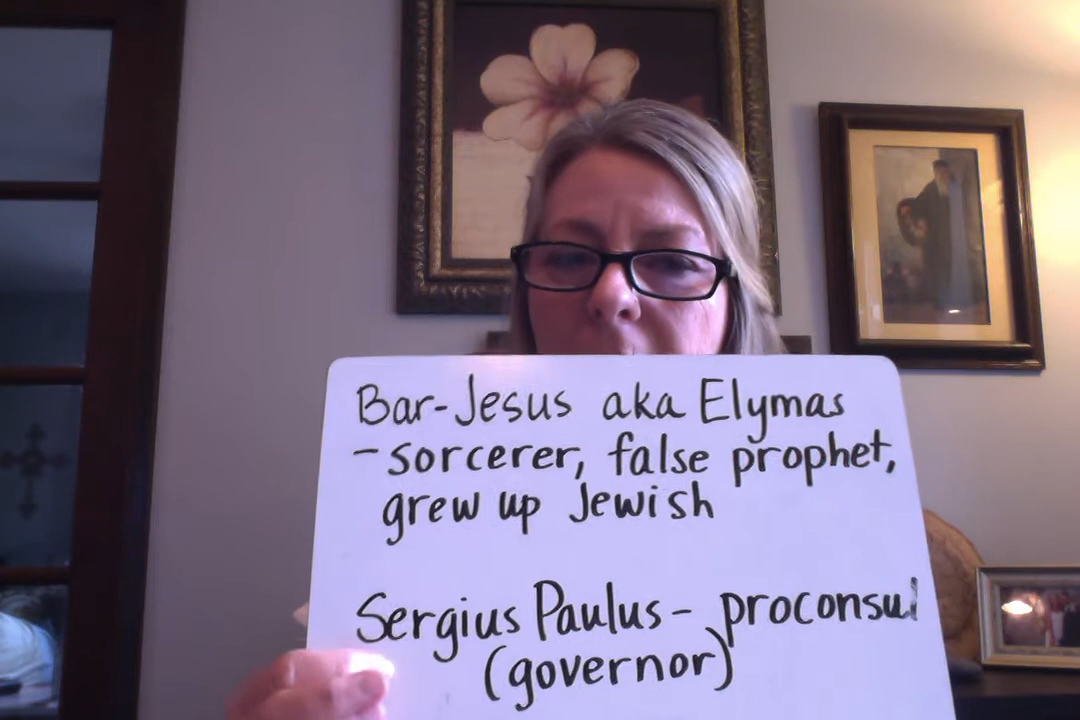 Bar-Jesus aka Elymas
- sorcerer, false prophet,
grew up Jewish
Sergius Paulus - proconsul
(governor)